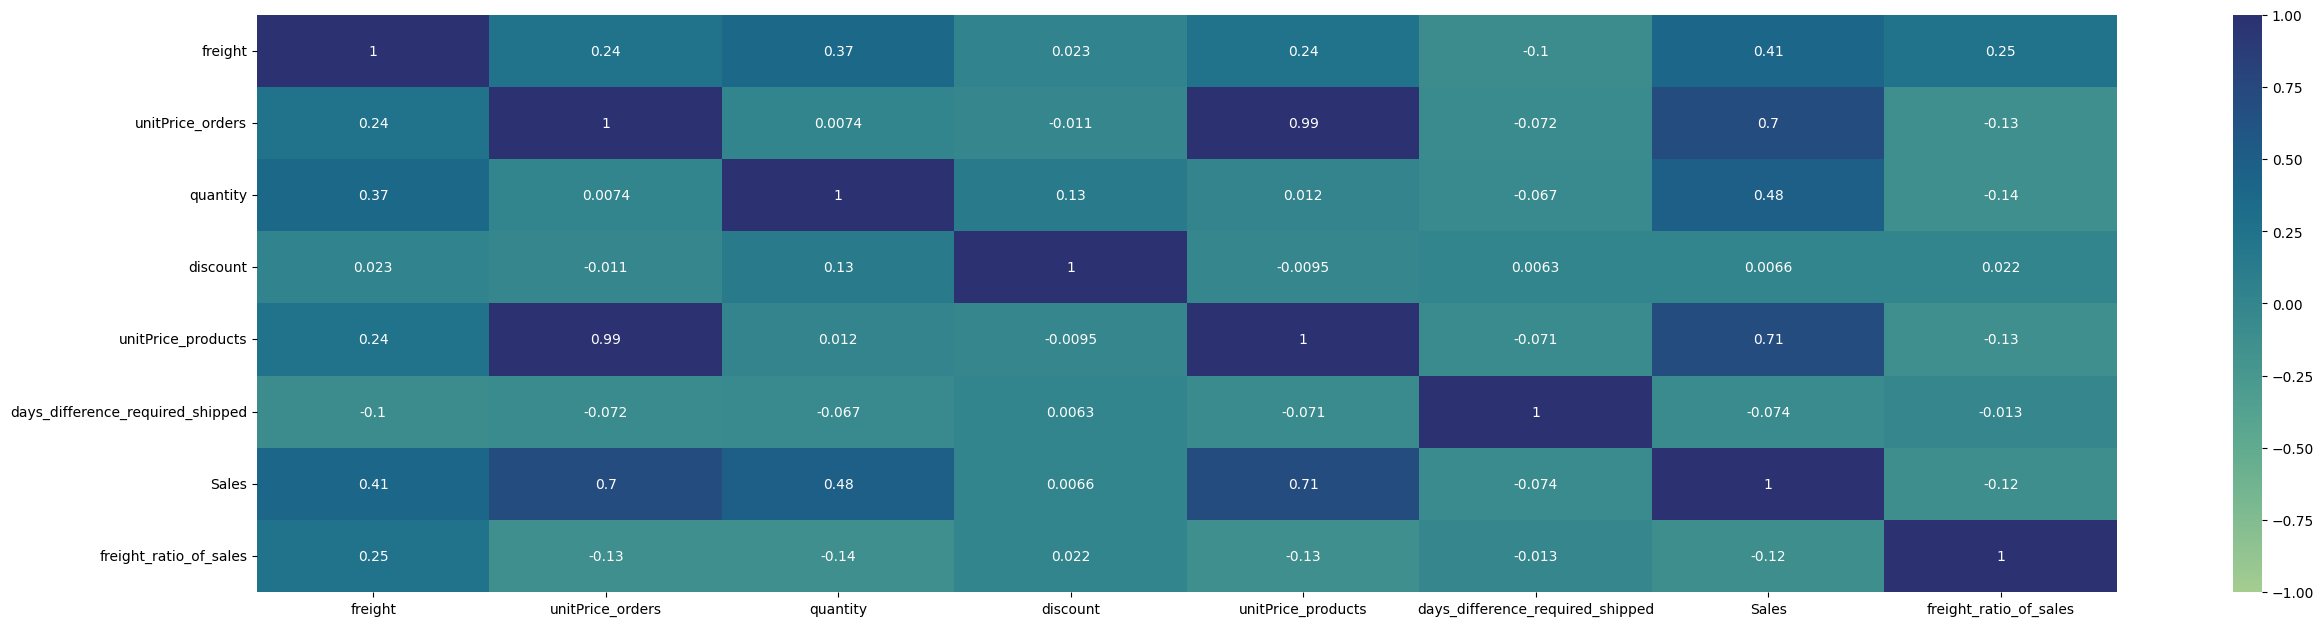 freight 1 0.24 0.37 0.023 0.24 -0.1 0.41 0.25
unitPrice_orders 0.24 1 0.0074 -0.011 0.99 -0.072 0.7 -0.13
quantity 0.37 0.0074 1 0.13 0.012 -0.067 0.48 -0.14
discount 0.023 -0.011 0.13 1 -0.0095 0.0063 0.0066 0.022
unitPrice_products 0.24 0.99 0.012 -0.0095 1 -0.071 0.71 -0.13
days_difference_required_shipped -0.1 -0.072 -0.067 0.0063 -0.071 1 -0.074 -0.013
Sales 0.41 0.7 0.48 0.0066 0.71 -0.074 1 -0.12
freight_ratio_of_sales 0.25 -0.13 -0.14 0.022 -0.13 -0.013 -0.12 1
freight unitPrice_orders quantity discount unitPrice_products days_difference_required_shipped Sales freight_ratio_of_sales
1.00
0.75
0.50
0.25
0.00
−0.25
−0.50
−0.75
−1.00